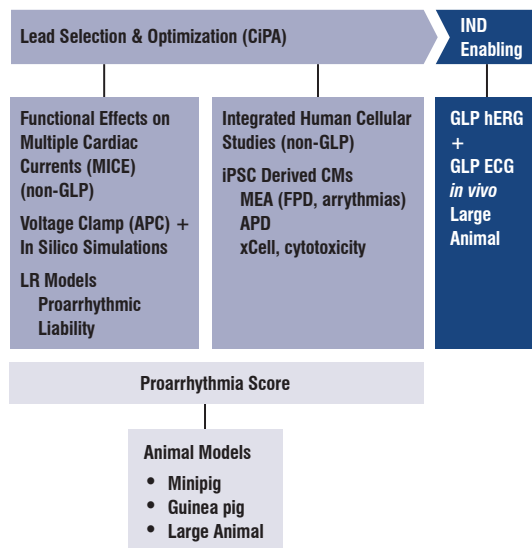 Lead Selection & Optimization (CiPA)
IND
Enabling
Functional Effects on
Multiple Cardiac
Currents (MICE)
(non-GLP)
Voltage Clamp (APC) +
In Silico Simulations
LR Models
Proarrhythmic
Liability
Integrated Human Cellular
Studies (non-GLP)
iPSC Derived CMs
MEA (FPD, arrythmias)
APD
xCell, cytotoxicity
GLP hERG
+
GLP ECG
in vivo
Large
Animal
Proarrhythmia Score
Animal Models
• Minipig
• Guinea pig
• Large Animal